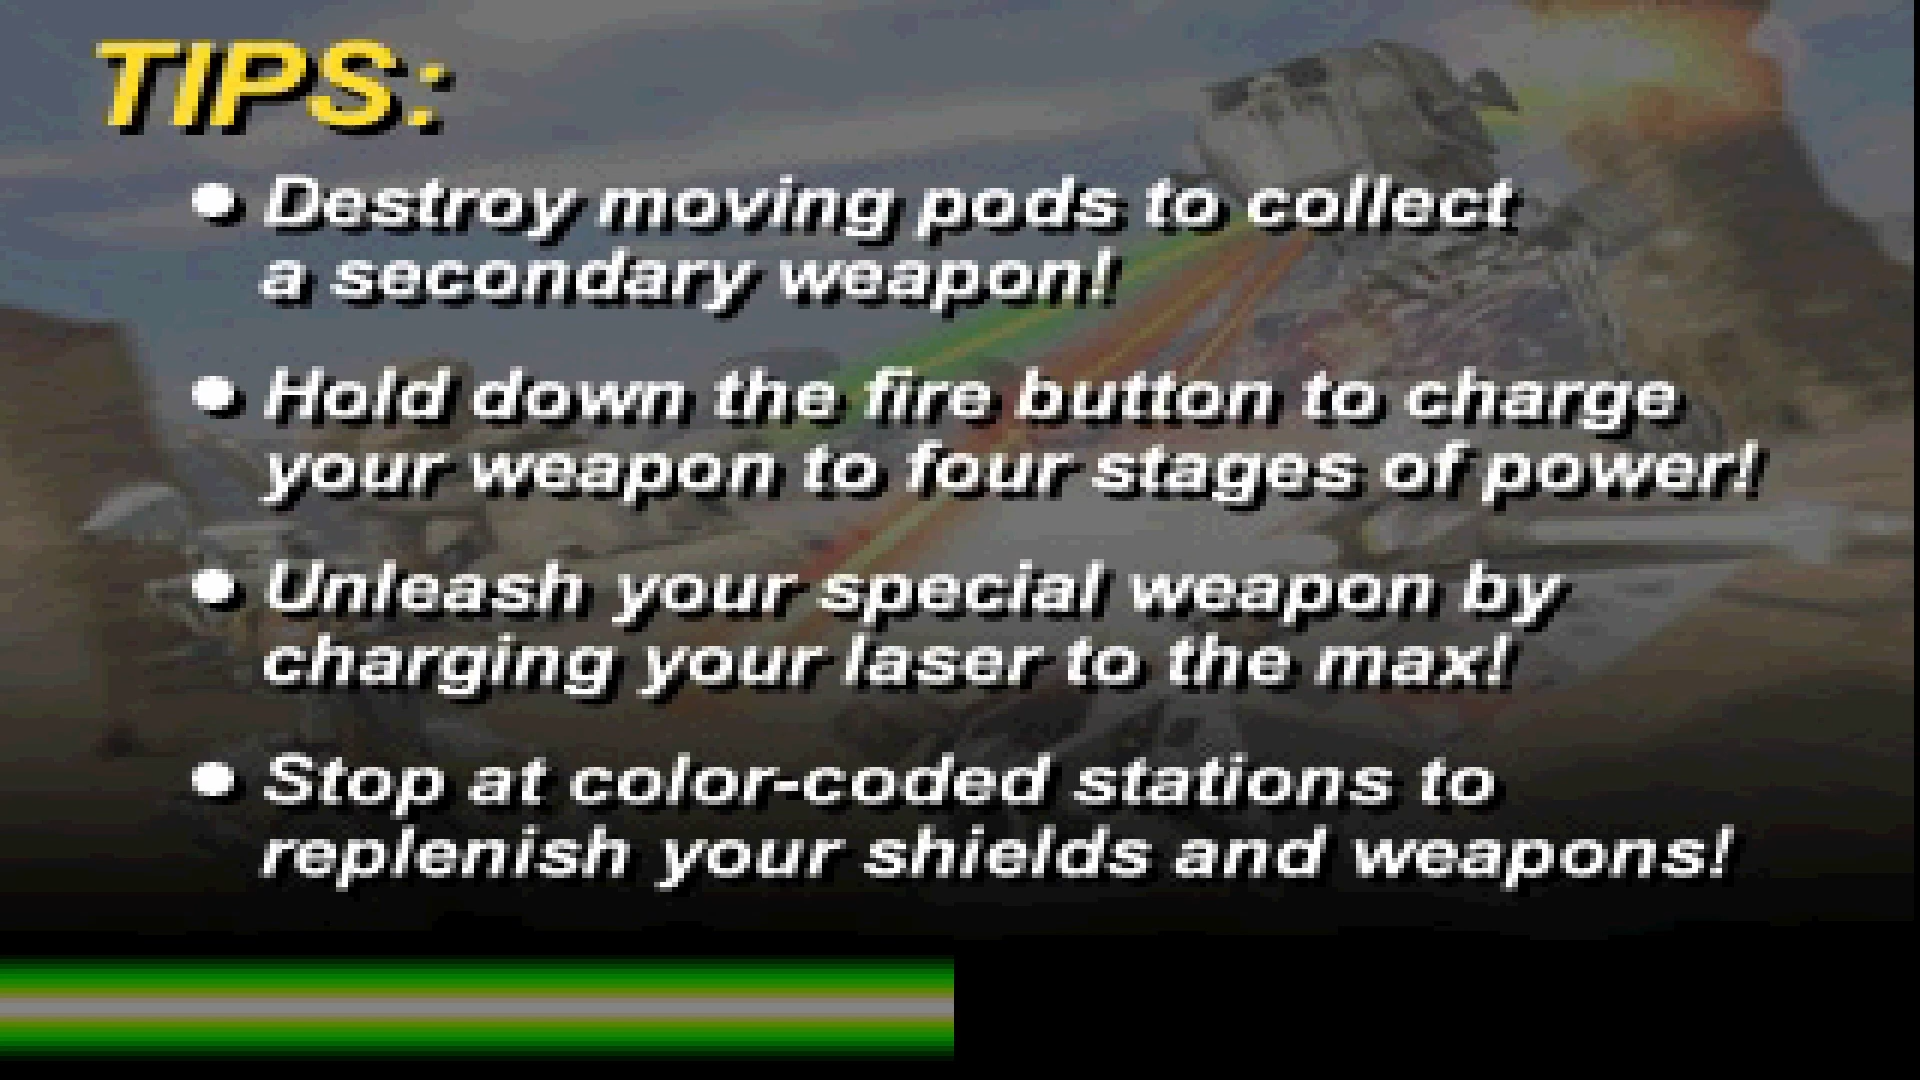 TIPS:
• Destroy moving pods to collect
a secondary weapon!
• Hold down the fire button to charge
your weapon to four stages of power!
• Unleash your special weapon by
charging your laser to the max!
• Stop at color-coded stations to
replenish your shields and weapons!